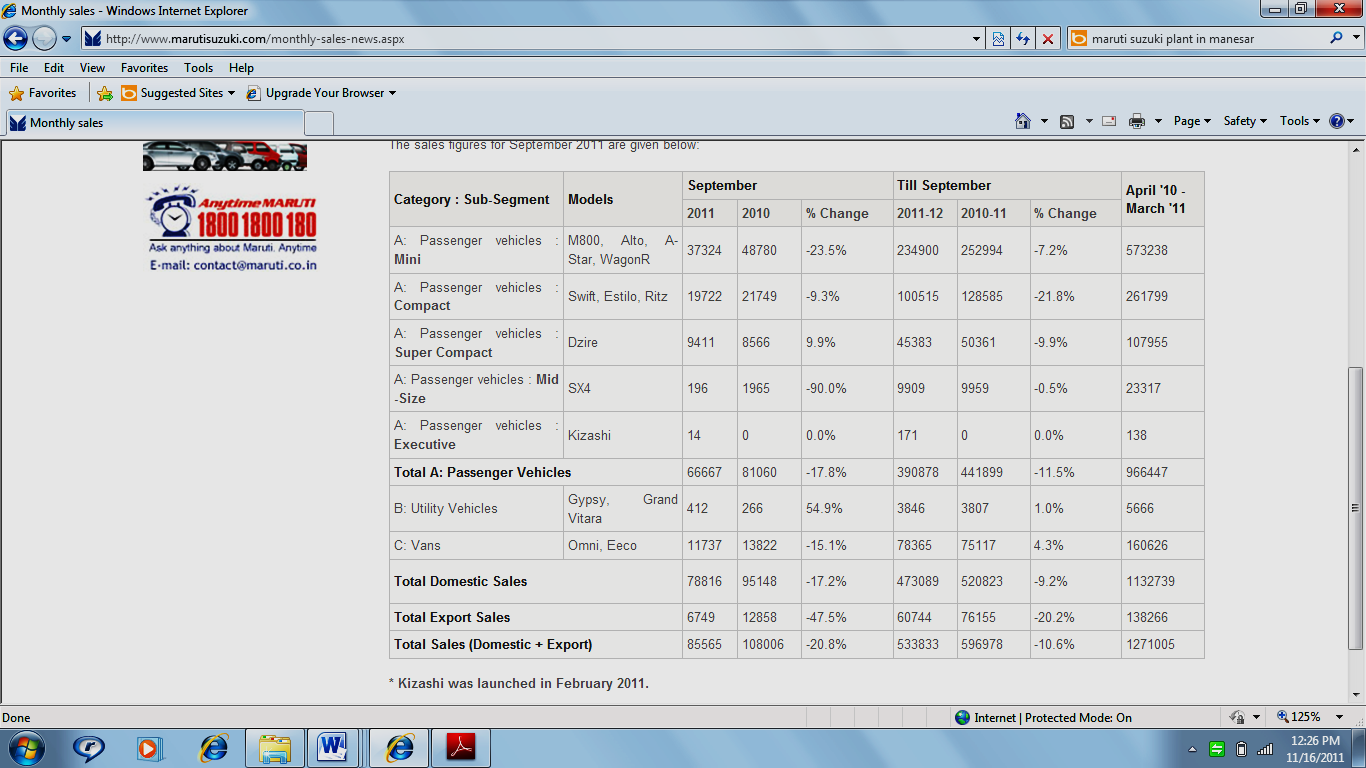 Monthly sales - Windows Internet Explorer
http://www.marutisuzuki.com/monthly-sales-news.aspx
maruti suzuki plant in manesar
File Edit View Favorites Tools Help
Favorites Suggested Sites Upgrade Your Browser
Monthly sales
Page Safety Tools
The sales figures for September 2011 are given below:
Anytime MARUTI
1800 1800 180
Ask anything about Maruti, Anytime
E-mail: contact@maruti.co.in
Category : Sub-Segment Models September Till September April '10 - March '11
2011 2010 % Change 2011-12 2010-11 % Change
A: Passenger vehicles : Mini M800, Alto, A-Star, WagonR 37324 48780 -23.5% 234900 252994 -7.2% 573238
A: Passenger vehicles : Compact Swift, Estilo, Ritz 19722 21749 -9.3% 100515 128585 -21.8% 261799
A: Passenger vehicles : Super Compact Dzire 9411 8566 9.9% 45383 50361 -9.9% 107955
A: Passenger vehicles : Mid-Size SX4 196 1965 -90.0% 9909 9959 -0.5% 23317
A: Passenger vehicles : Executive Kizashi 14 0 0.0% 171 0 0.0% 138
Total A: Passenger Vehicles 66667 81060 -17.8% 390878 441899 -11.5% 966447
B: Utility Vehicles Gypsy, Grand Vitara 412 266 54.9% 3846 3807 1.0% 5666
C: Vans Omni, Eeco 11737 13822 -15.1% 78365 75117 4.3% 160626
Total Domestic Sales 78816 95148 -17.2% 473089 520823 -9.2% 1132739
Total Export Sales 6749 12858 -47.5% 60744 76155 -20.2% 138266
Total Sales (Domestic + Export) 85565 108006 -20.8% 533833 596978 -10.6% 1271005
* Kizashi was launched in February 2011.
Done Internet | Protected Mode: On 125%
12:26 PM
11/16/2011